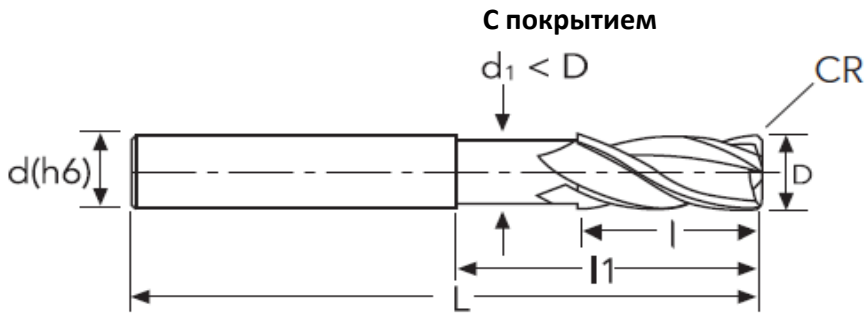 С покрытием
d₁ < D
CR
d(h6)
D
l
l1
L